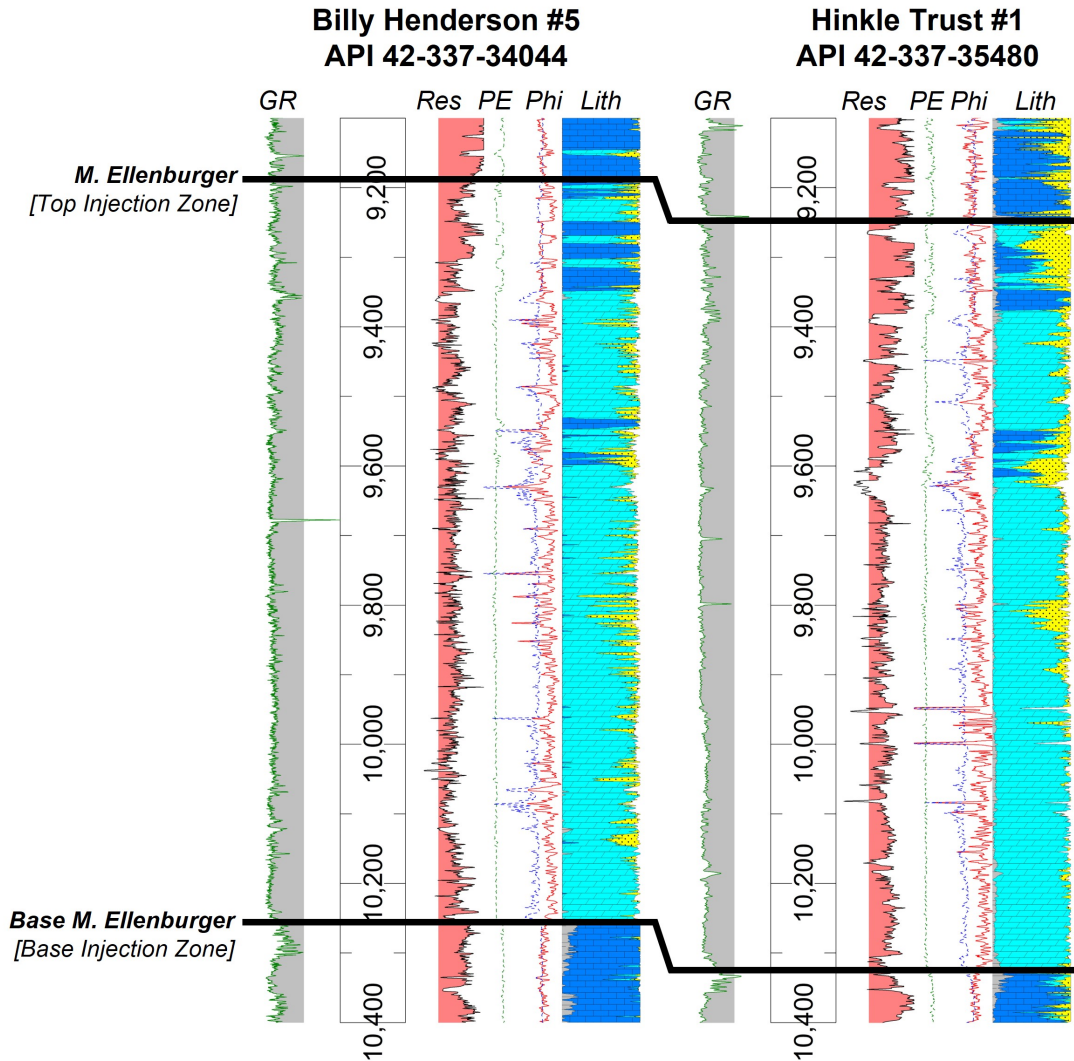 Billy Henderson #5
API 42-337-34044
Hinkle Trust #1
API 42-337-35480
GR
Res PE Phi Lith
GR
Res PE Phi Lith
M. Ellenburger
[Top Injection Zone]
9,200
9,400
9,600
9,800
10,000
10,200
10,400
9,200
9,400
9,600
9,800
10,000
10,200
10,400
Base M. Ellenburger
[Base Injection Zone]